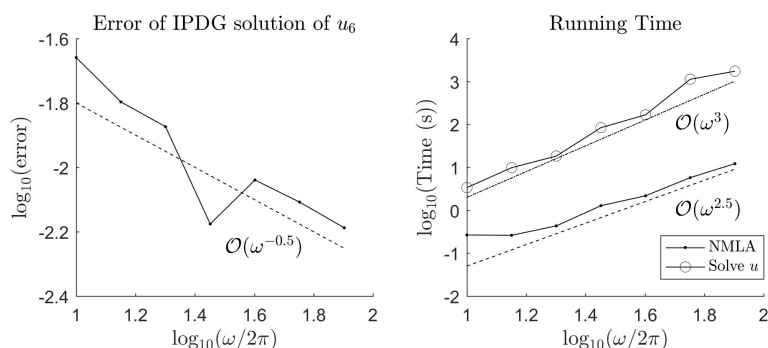 Error of IPDG solution of u₆
-1.6
-1.8
-2
-2.2
-2.4
log₁₀(error)
O(ω⁻⁰·⁵)
1
1.2
1.4
1.6
1.8
2
log₁₀(ω/2π)
Running Time
4
3
2
1
0
-1
-2
log₁₀(Time (s))
O(ω³)
O(ω²·⁵)
NMLA
Solve u
1
1.2
1.4
1.6
1.8
2
log₁₀(ω/2π)